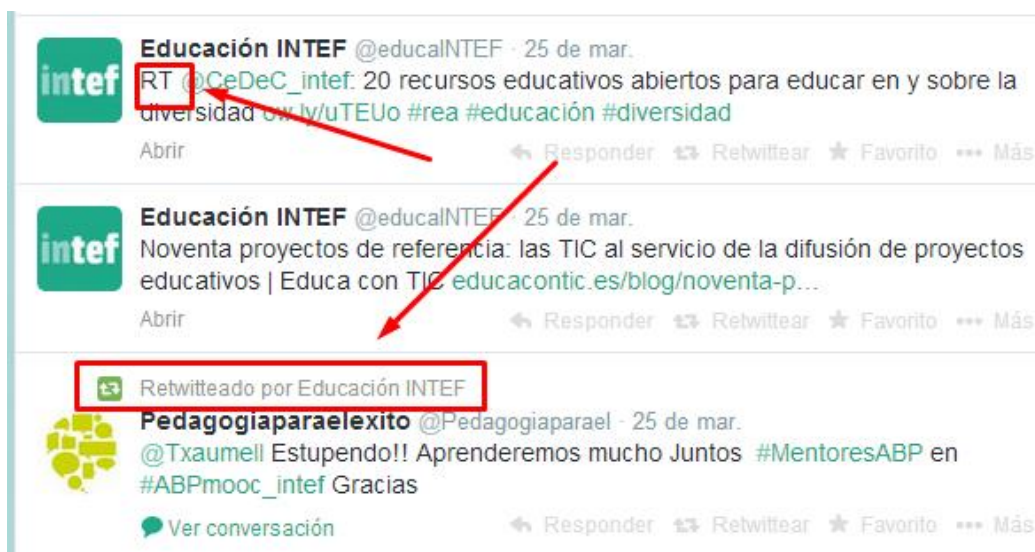 Educación INTEF @educaINTEF · 25 de mar.
intef
RT @CeDeC_intef: 20 recursos educativos abiertos para educar en y sobre la
diversidad ow.ly/uTEUo #rea #educación #diversidad
Abrir Responder Retwittear Favorito ••• Más
Educación INTEF @educaINTEF · 25 de mar.
intef
Noventa proyectos de referencia: las TIC al servicio de la difusión de proyectos
educativos | Educa con TIC educacontic.es/blog/noventa-p...
Abrir Responder Retwittear Favorito ••• Más
Retwitteado por Educación INTEF
Pedagogiaparaelexito @Pedagogiaparael · 25 de mar.
@Txaumell Estupendo!! Aprenderemos mucho Juntos #MentoresABP en
#ABPmooc_intef Gracias
Ver conversación Responder Retwittear Favorito ••• Más